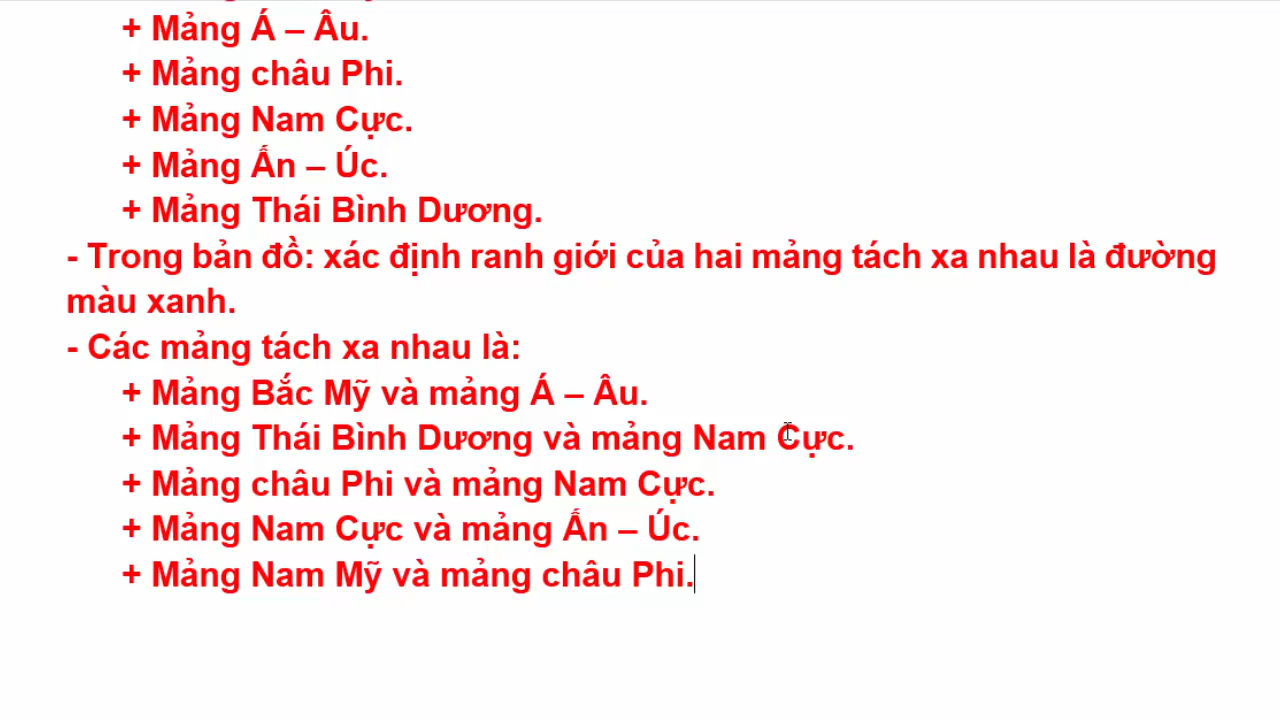 + Mảng Á – Âu.
+ Mảng châu Phi.
+ Mảng Nam Cực.
+ Mảng Ấn – Úc.
+ Mảng Thái Bình Dương.
- Trong bản đồ: xác định ranh giới của hai mảng tách xa nhau là đường
màu xanh.
- Các mảng tách xa nhau là:
+ Mảng Bắc Mỹ và mảng Á – Âu.
+ Mảng Thái Bình Dương và mảng Nam Cực.
+ Mảng châu Phi và mảng Nam Cực.
+ Mảng Nam Cực và mảng Ấn – Úc.
+ Mảng Nam Mỹ và mảng châu Phi.